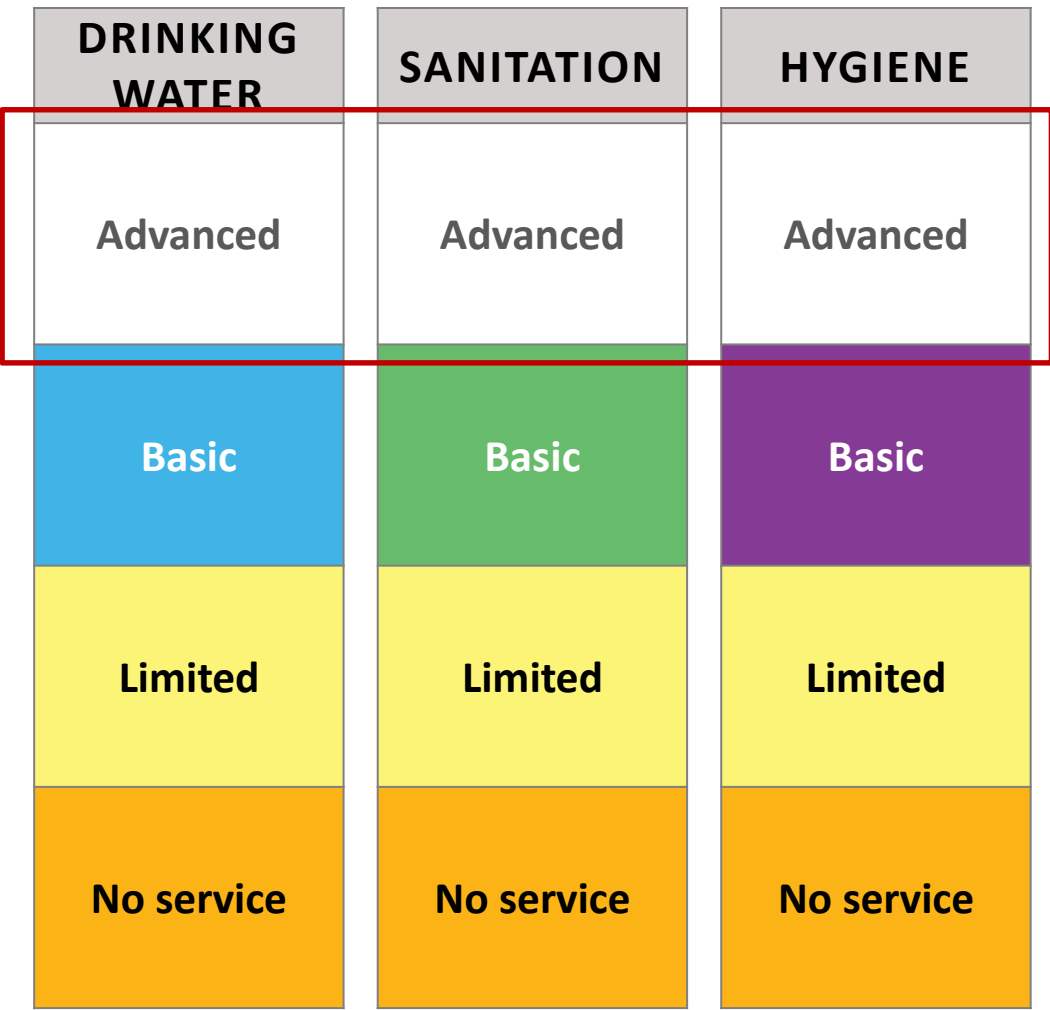 DRINKING
WATER
SANITATION
HYGIENE
Advanced
Advanced
Advanced
Basic
Basic
Basic
Limited
Limited
Limited
No service
No service
No service